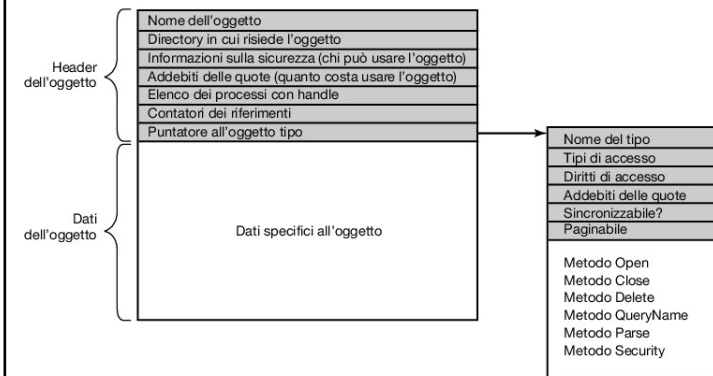 Nome dell'oggetto
Directory in cui risiede l'oggetto
Informazioni sulla sicurezza (chi può usare l'oggetto)
Addebiti delle quote (quanto costa usare l'oggetto)
Elenco dei processi con handle
Contatori dei riferimenti
Puntatore all'oggetto tipo
Header
dell'oggetto
Dati
dell'oggetto
Dati specifici all'oggetto
Nome del tipo
Tipi di accesso
Diritti di accesso
Addebiti delle quote
Sincronizzabile?
Paginabile
Metodo Open
Metodo Close
Metodo Delete
Metodo QueryName
Metodo Parse
Metodo Security